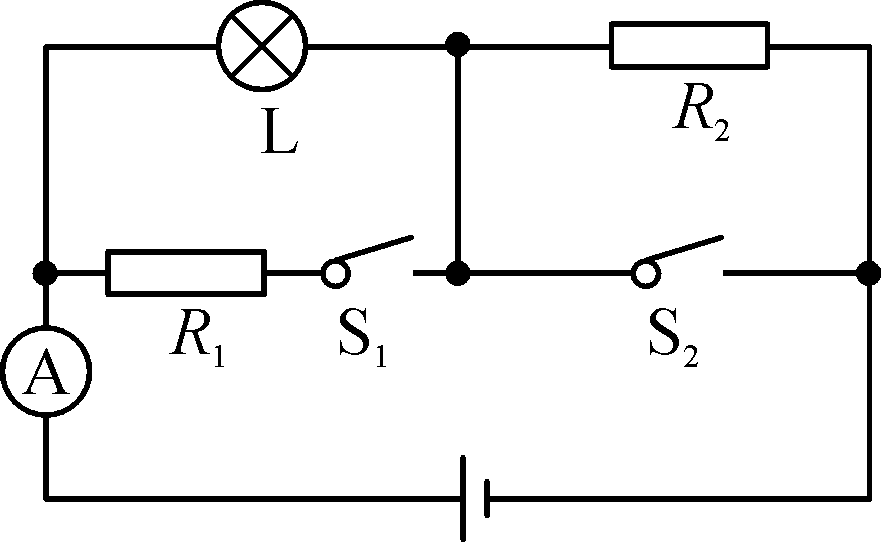 L
R₂
R₁
S₁
S₂
A